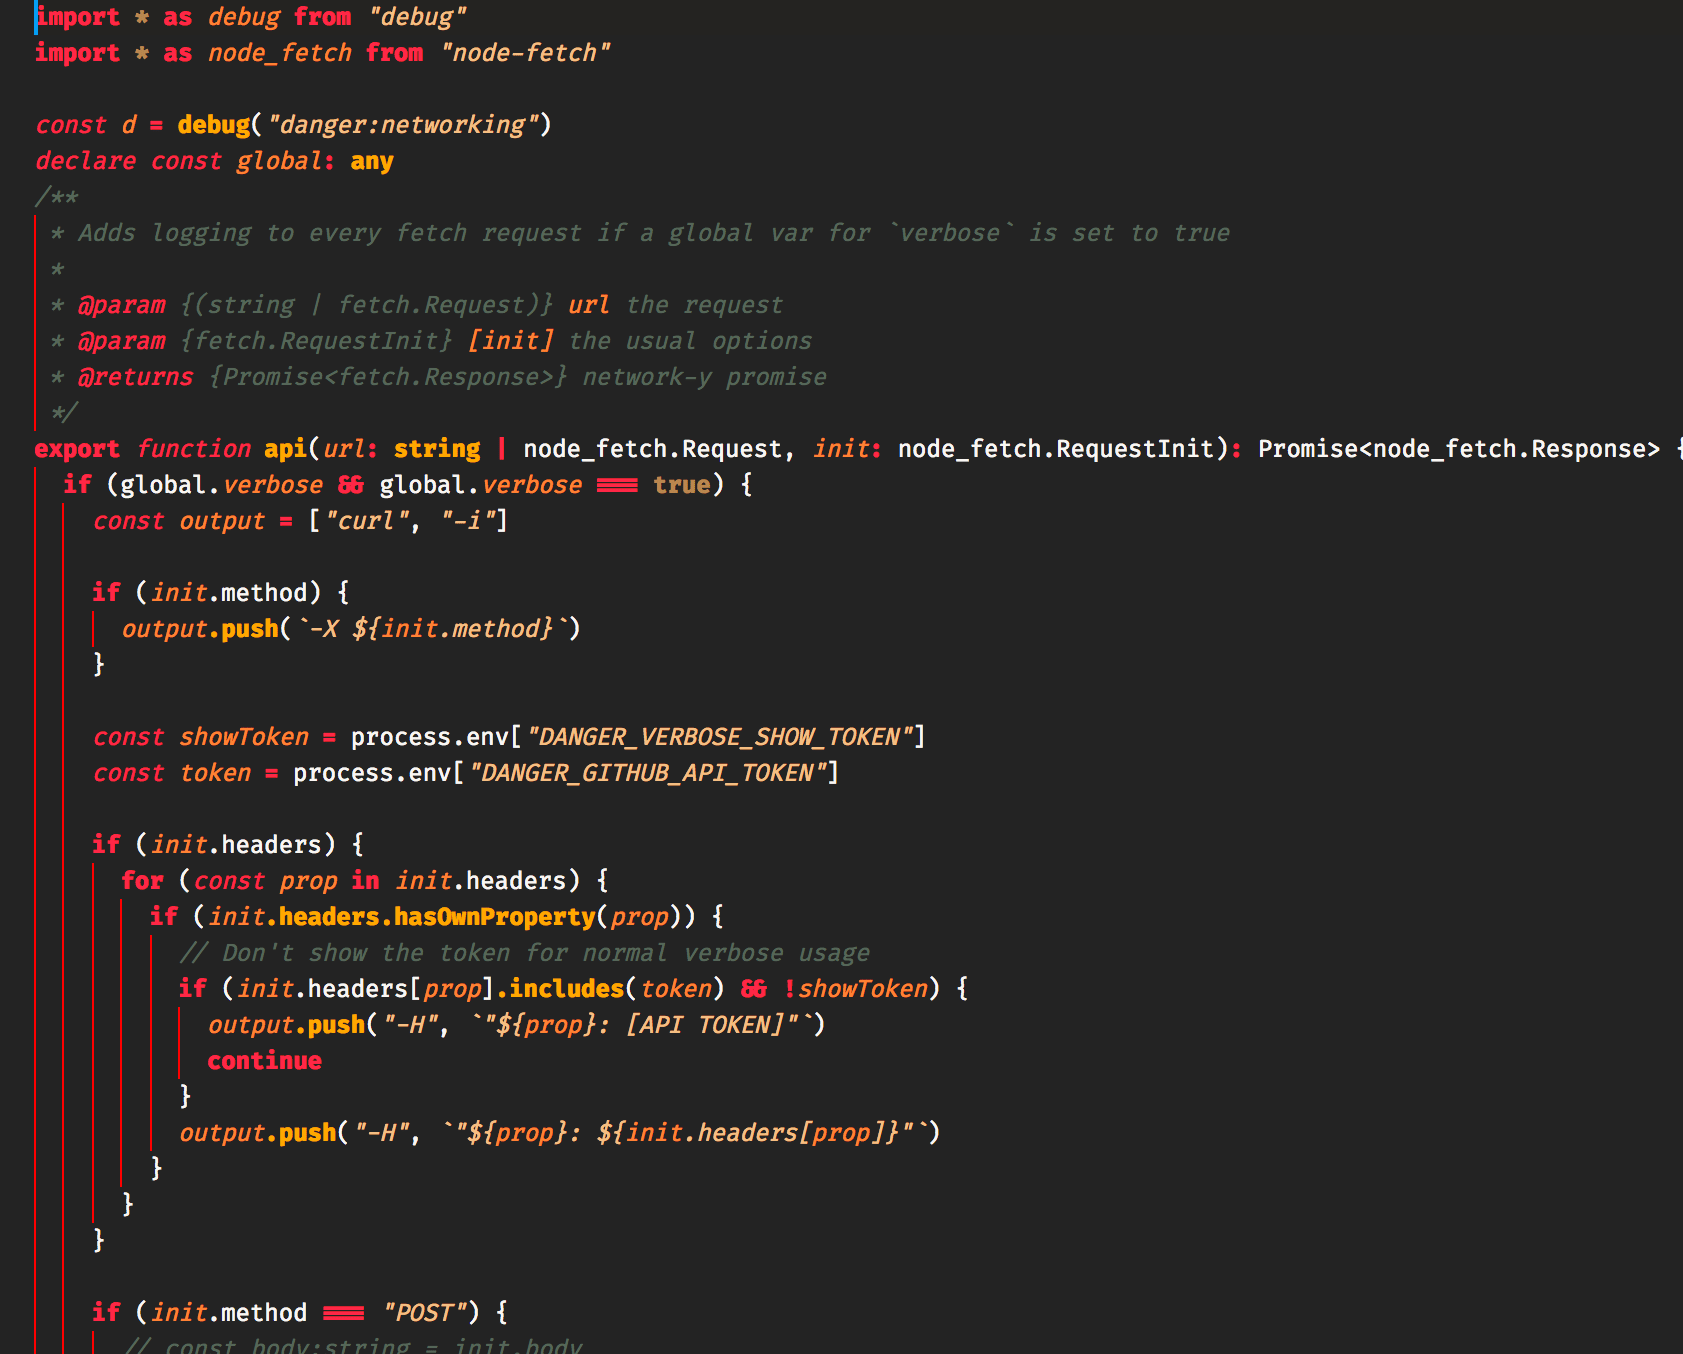 import * as debug from "debug"
import * as node_fetch from "node-fetch"

const d = debug("danger:networking")
declare const global: any
/**
 * Adds logging to every fetch request if a global var for `verbose` is set to true
 *
 * @param {(string | fetch.Request)} url the request
 * @param {fetch.RequestInit} [init] the usual options
 * @returns {Promise<fetch.Response>} network-y promise
 */
export function api(url: string | node_fetch.Request, init: node_fetch.RequestInit): Promise<node_fetch.Response> {
  if (global.verbose && global.verbose === true) {
    const output = ["curl", "-i"]

    if (init.method) {
      output.push(`-X ${init.method}`)
    }

    const showToken = process.env["DANGER_VERBOSE_SHOW_TOKEN"]
    const token = process.env["DANGER_GITHUB_API_TOKEN"]

    if (init.headers) {
      for (const prop in init.headers) {
        if (init.headers.hasOwnProperty(prop)) {
          // Don't show the token for normal verbose usage
          if (init.headers[prop].includes(token) && !showToken) {
            output.push("-H", `"${prop}: [API TOKEN]"`)
            continue
          }
          output.push("-H", `"${prop}: ${init.headers[prop]}"`)
        }
      }
    }

    if (init.method === "POST") {
      // const body:string = init.body